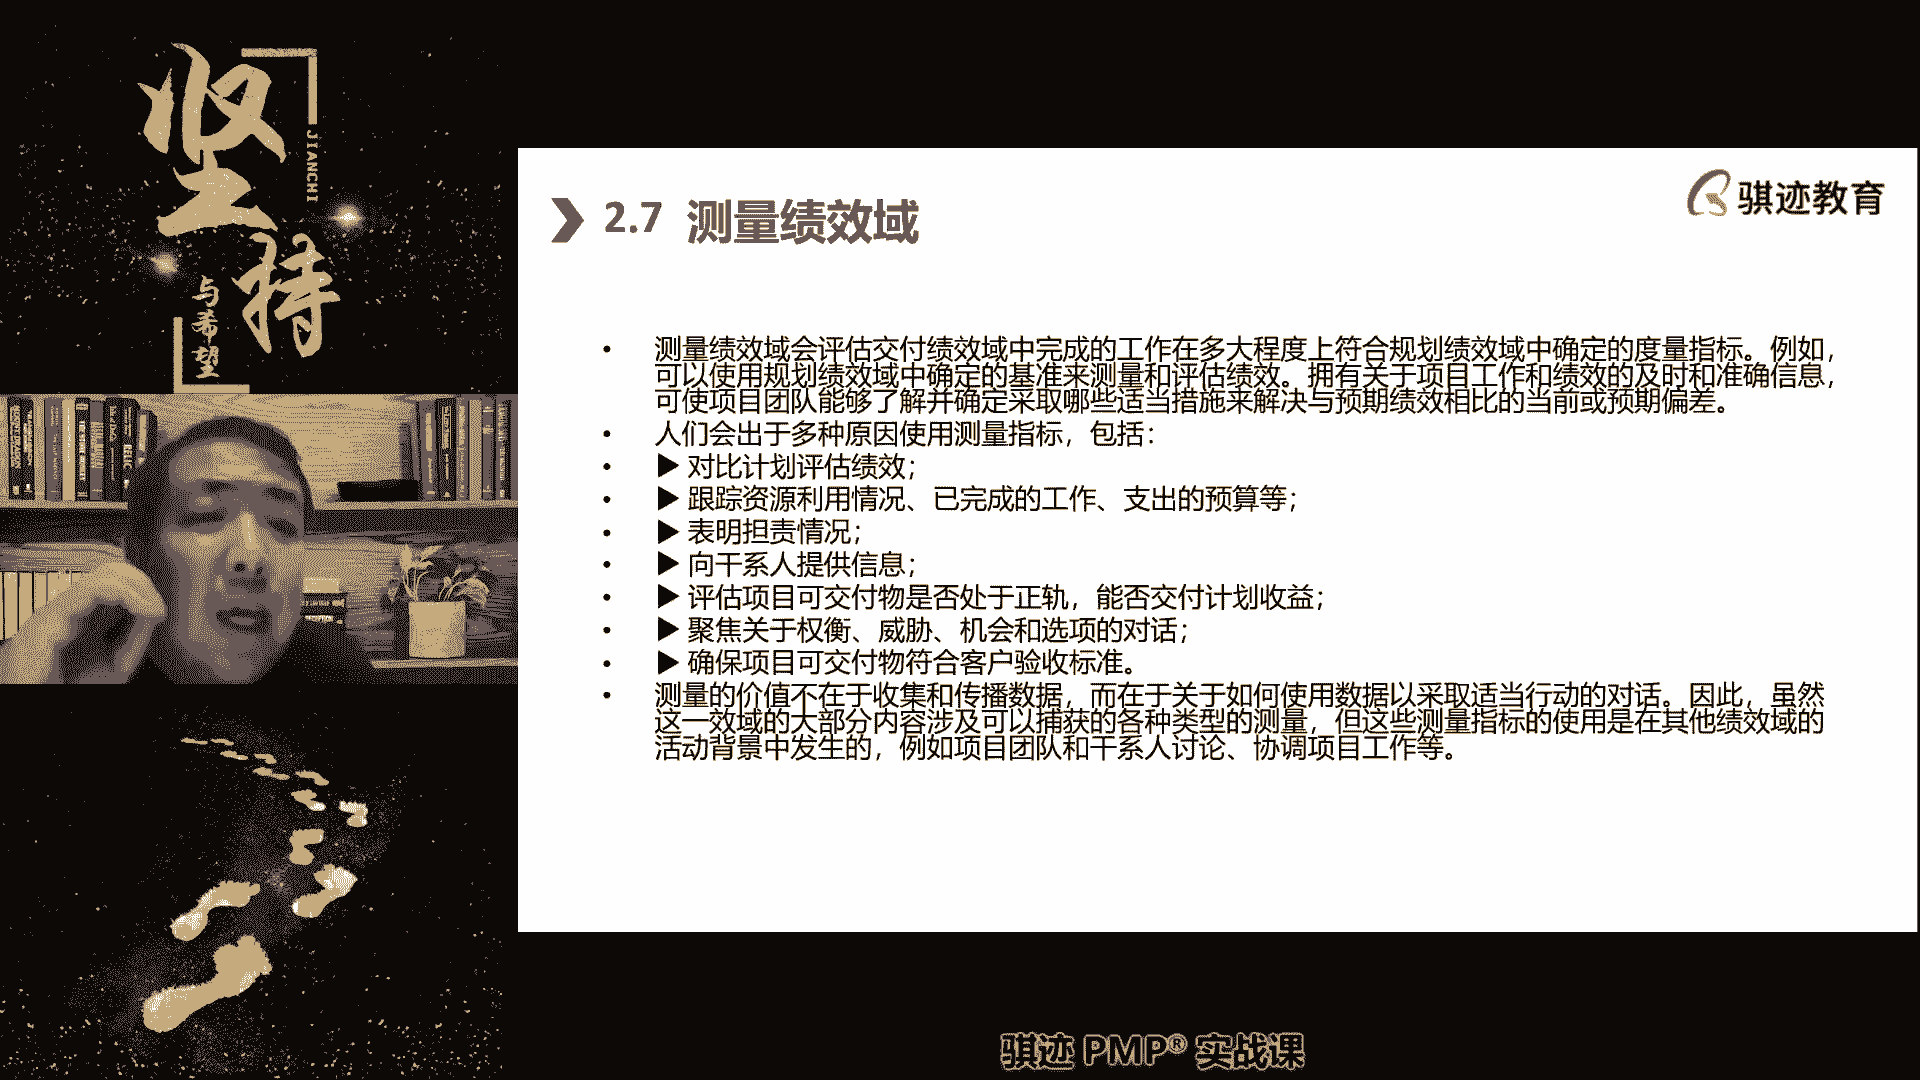 坚持
JIANCHI
与希望
骐迹教育
2.7 测量绩效域
• 测量绩效域会评估交付绩效域中完成的工作在多大程度上符合规划绩效域中确定的度量指标。例如，
可以使用规划绩效域中确定的基准来测量和评估绩效。拥有关于项目工作和绩效的及时和准确信息，
可使项目团队能够了解并确定采取哪些适当措施来解决与预期绩效相比的当前或预期偏差。
• 人们会出于多种原因使用测量指标，包括：
• ▶ 对比计划评估绩效；
• ▶ 跟踪资源利用情况、已完成的工作、支出的预算等；
• ▶ 表明担责情况；
• ▶ 向干系人提供信息；
• ▶ 评估项目可交付物是否处于正轨，能否交付计划收益；
• ▶ 聚焦关于权衡、威胁、机会和选项的对话；
• ▶ 确保项目可交付物符合客户验收标准。
• 测量的价值不在于收集和传播数据，而在于关于如何使用数据以采取适当行动的对话。因此，虽然
这一效域的大部分内容涉及可以捕获的各种类型的测量，但这些测量指标的使用是在其他绩效域的
活动背景中发生的，例如项目团队和干系人讨论、协调项目工作等。
骐迹 PMP® 实战课